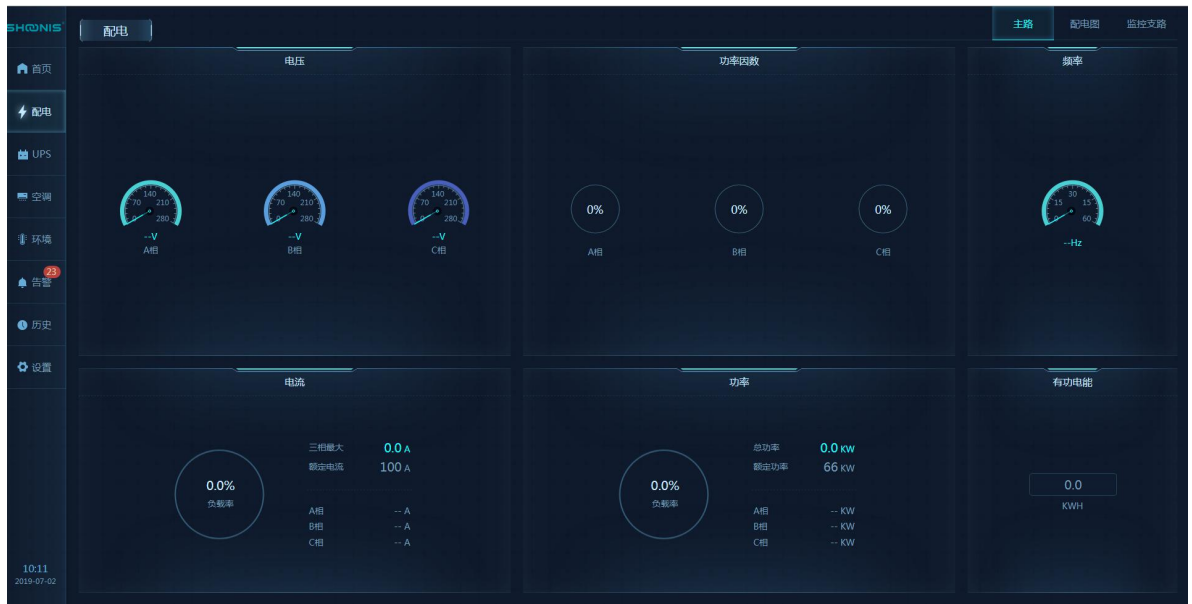 SHOONIS
配电
主路
配电图
监控支路
首页
配电
UPS
空调
环境
告警
23
历史
设置
10:11
2019-07-02
电压
70 140 210
0 280
--V
A相
70 140 210
0 280
--V
B相
70 140 210
0 280
--V
C相
功率因数
0%
A相
0%
B相
0%
C相
频率
15 30 15
60
--Hz
电流
0.0%
负载率
三相最大 0.0 A
额定电流 100 A
A相 -- A
B相 -- A
C相 -- A
功率
0.0%
负载率
总功率 0.0 KW
额定功率 66 KW
A相 -- KW
B相 -- KW
C相 -- KW
有功电能
0.0
KWH